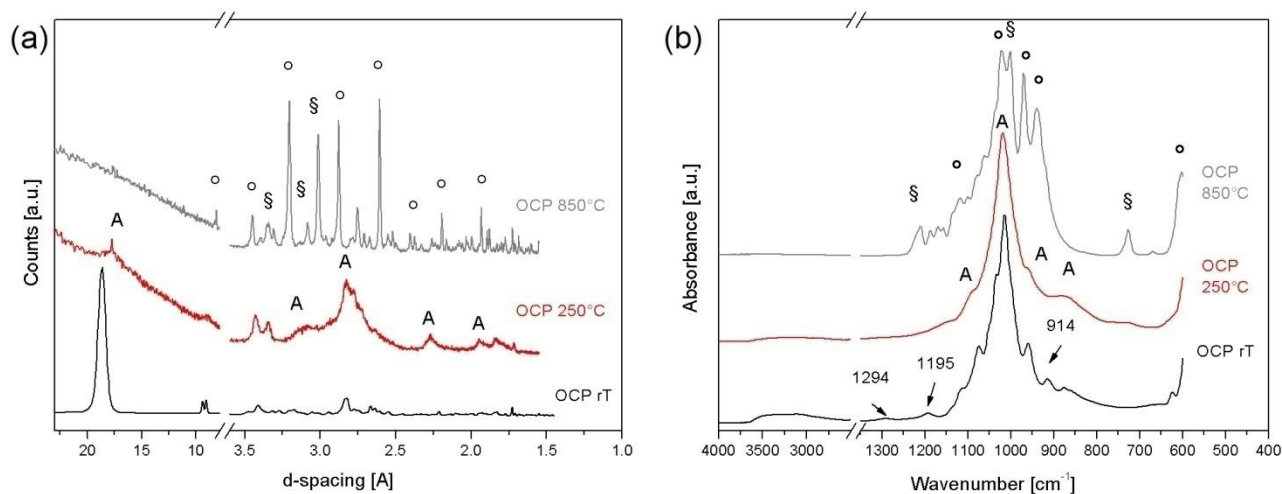 (a)
Counts [a.u.]
§
§
§
OCP 850°C
A
A
A
A
A
OCP 250°C
OCP rT
20
15
10
3.5
3.0
2.5
2.0
1.5
1.0
d-spacing [A]
(b)
Absorbance [a.u.]
§
§
§
OCP
850°C
A
A
A
A
OCP
250°C
914
1195
1294
OCP rT
4000
3500
3000
1300
1200
1100
1000
900
800
700
600
500
400
Wavenumber [cm⁻¹]